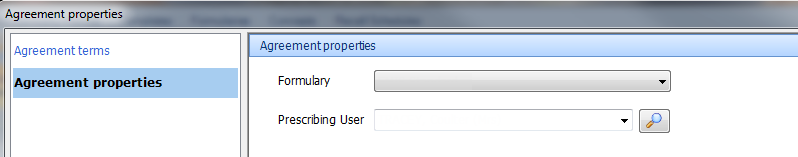 Agreement properties
Agreement terms
Agreement properties
Agreement properties
Formulary
Prescribing User